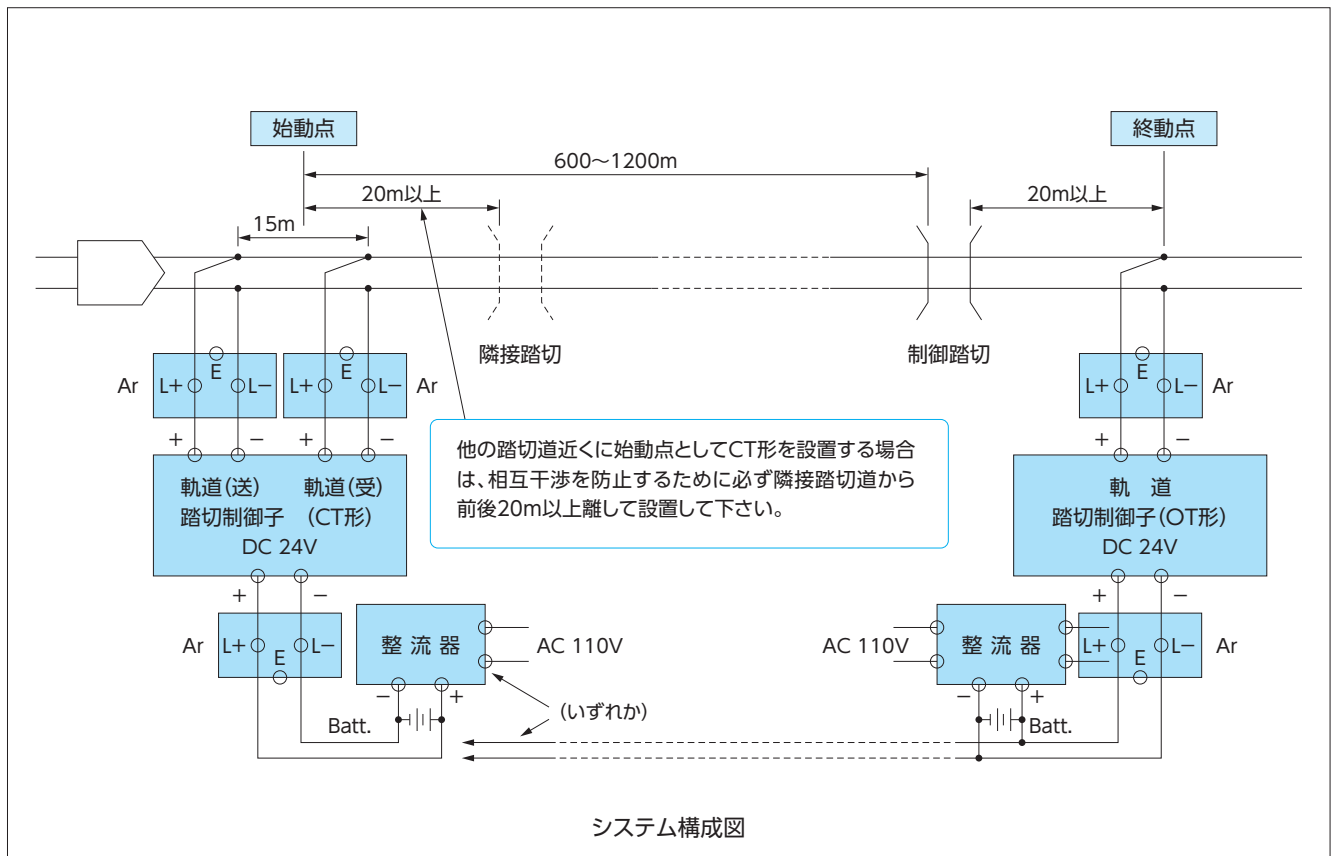 始動点
終動点
600〜1200m
20m以上
20m以上
15m
隣接踏切
制御踏切
Ar
L+
E
L−
L+
E
L−
Ar
L+
E
L−
Ar
+
−
+
−
+
−
他の踏切道近くに始動点としてCT形を設置する場合
は、相互干渉を防止するために必ず隣接踏切道から
前後20m以上離して設置して下さい。
軌道(送) 軌道(受)
踏切制御子 (CT形)
DC 24V
軌 道
踏切制御子(OT形)
DC 24V
+
−
+
−
Ar
L+
E
L−
整 流 器
AC 110V
AC 110V
整 流 器
L+
E
L−
Ar
−
+
−
+
Batt.
(いずれか)
Batt.
システム構成図